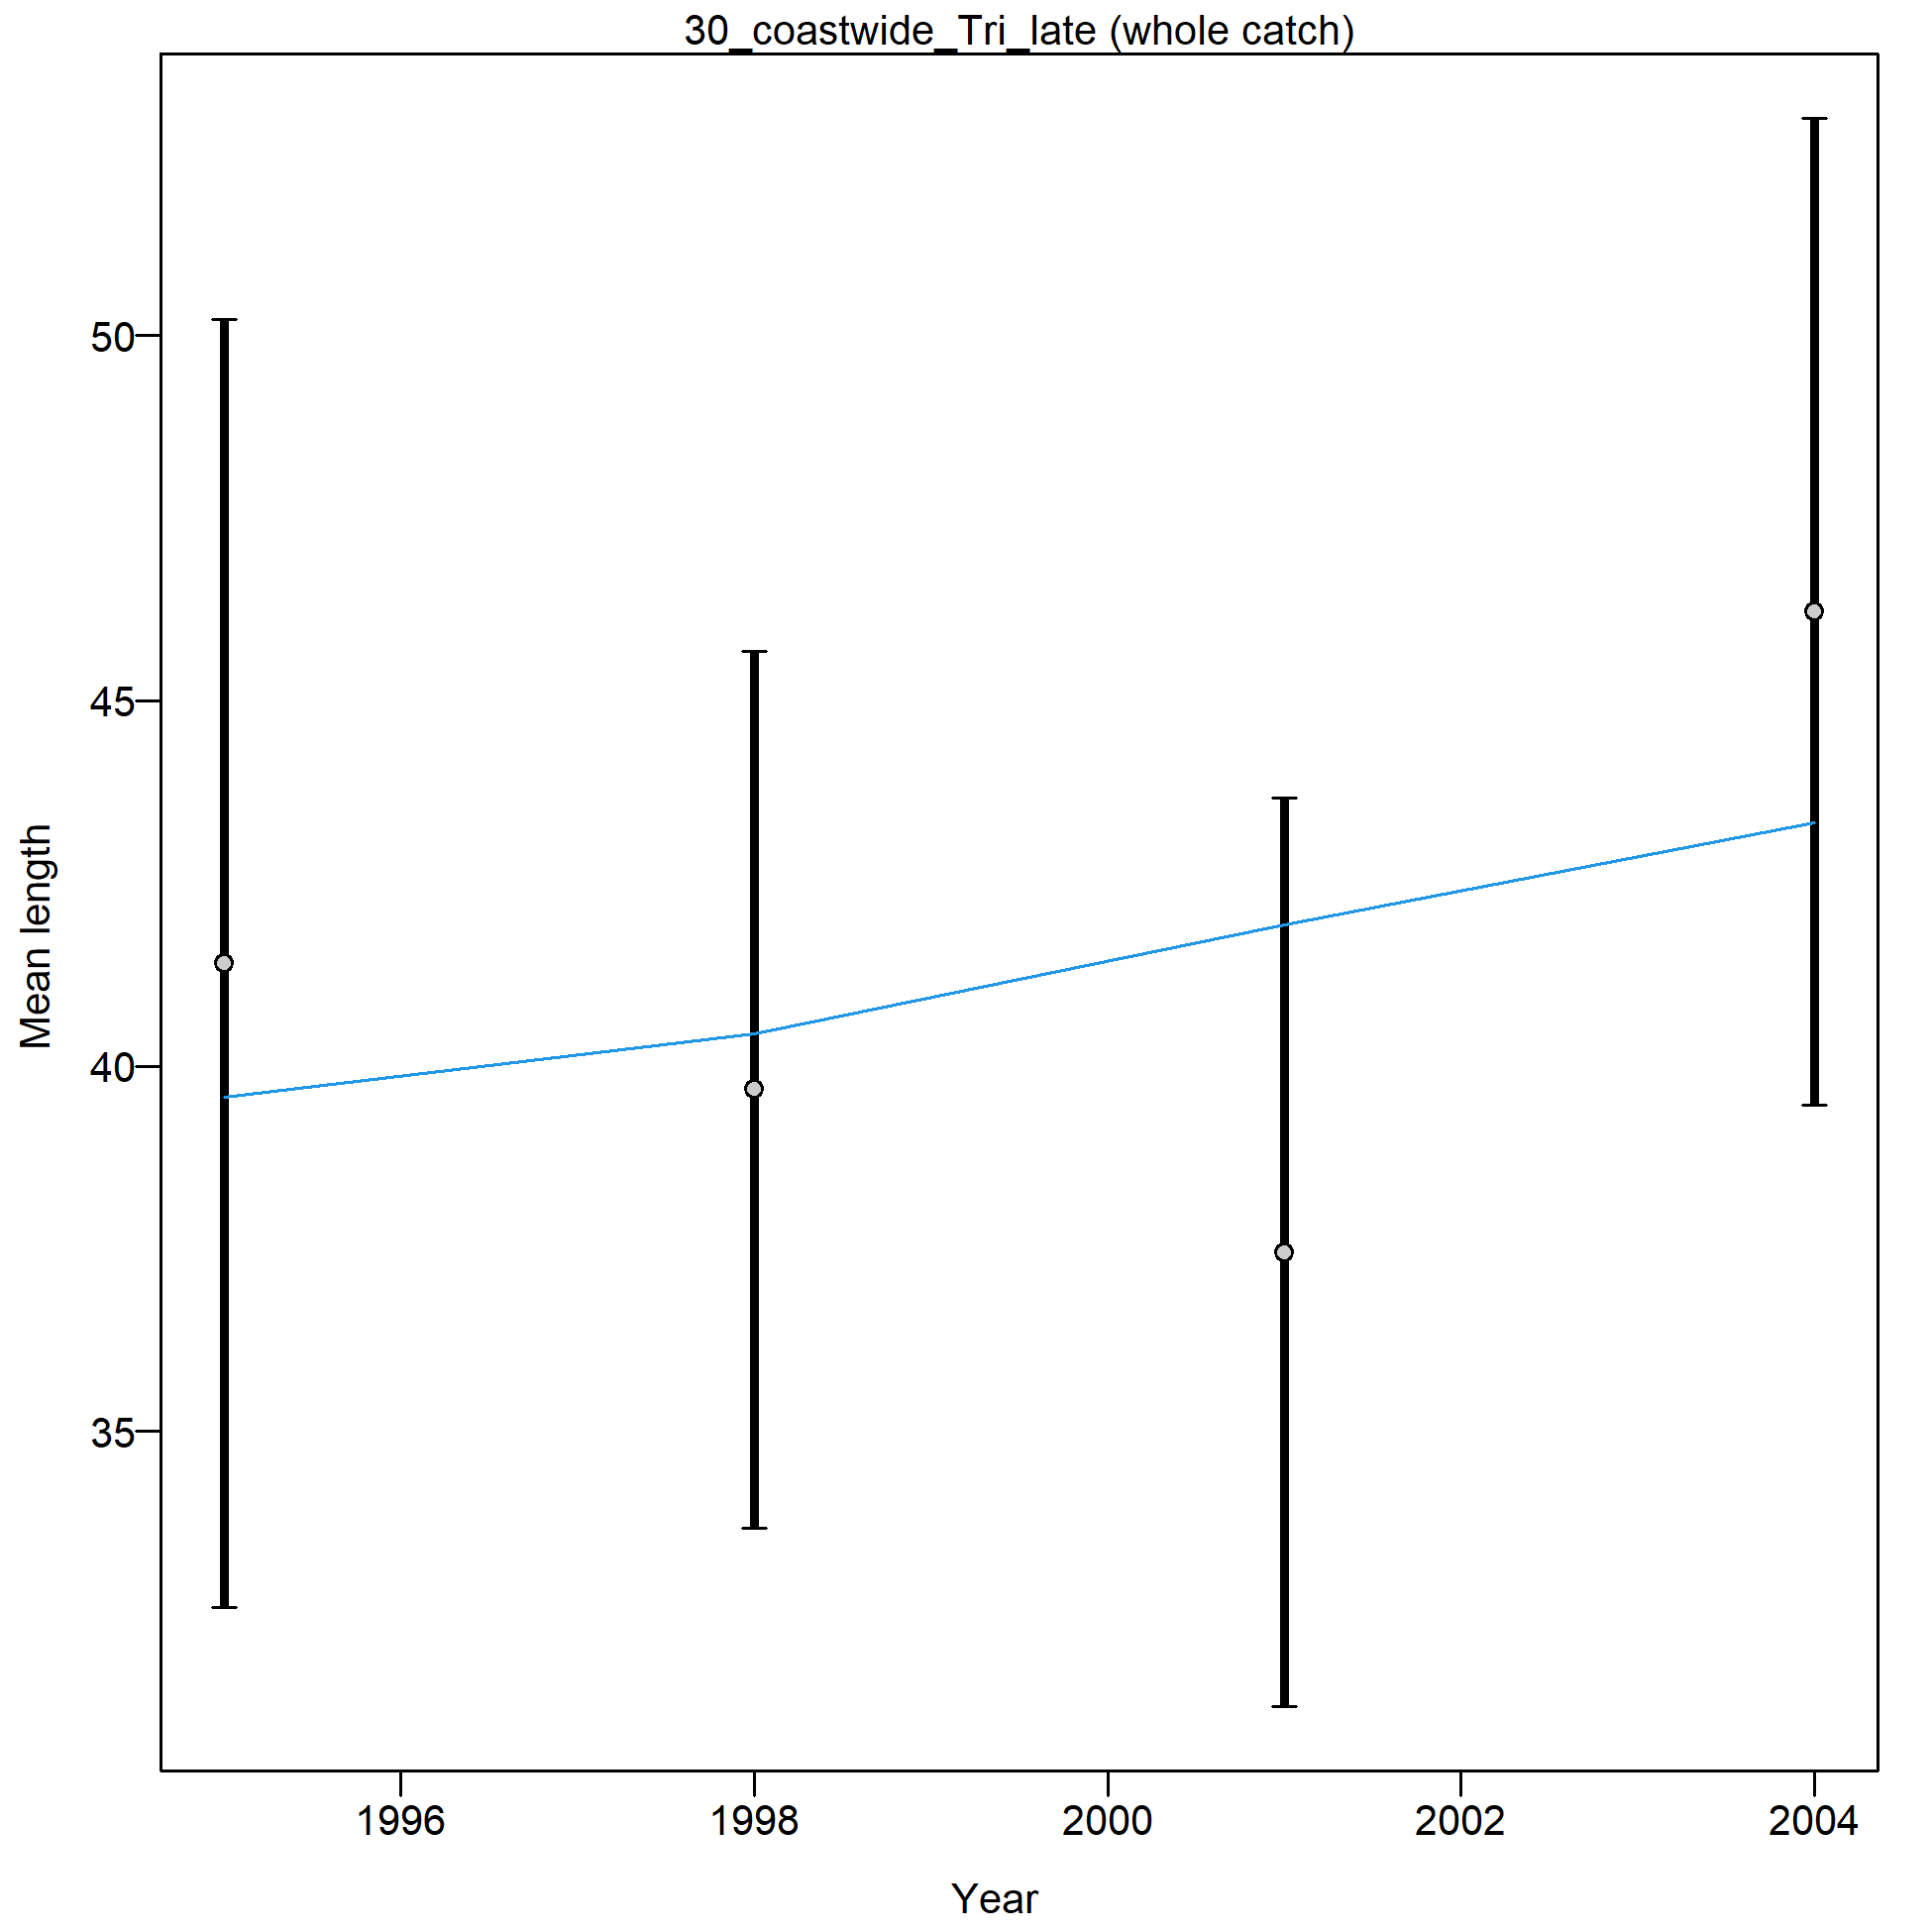 30_coastwide_Tri_late (whole catch)
50
45
40
35
Mean length
1996 1998 2000 2002 2004
Year